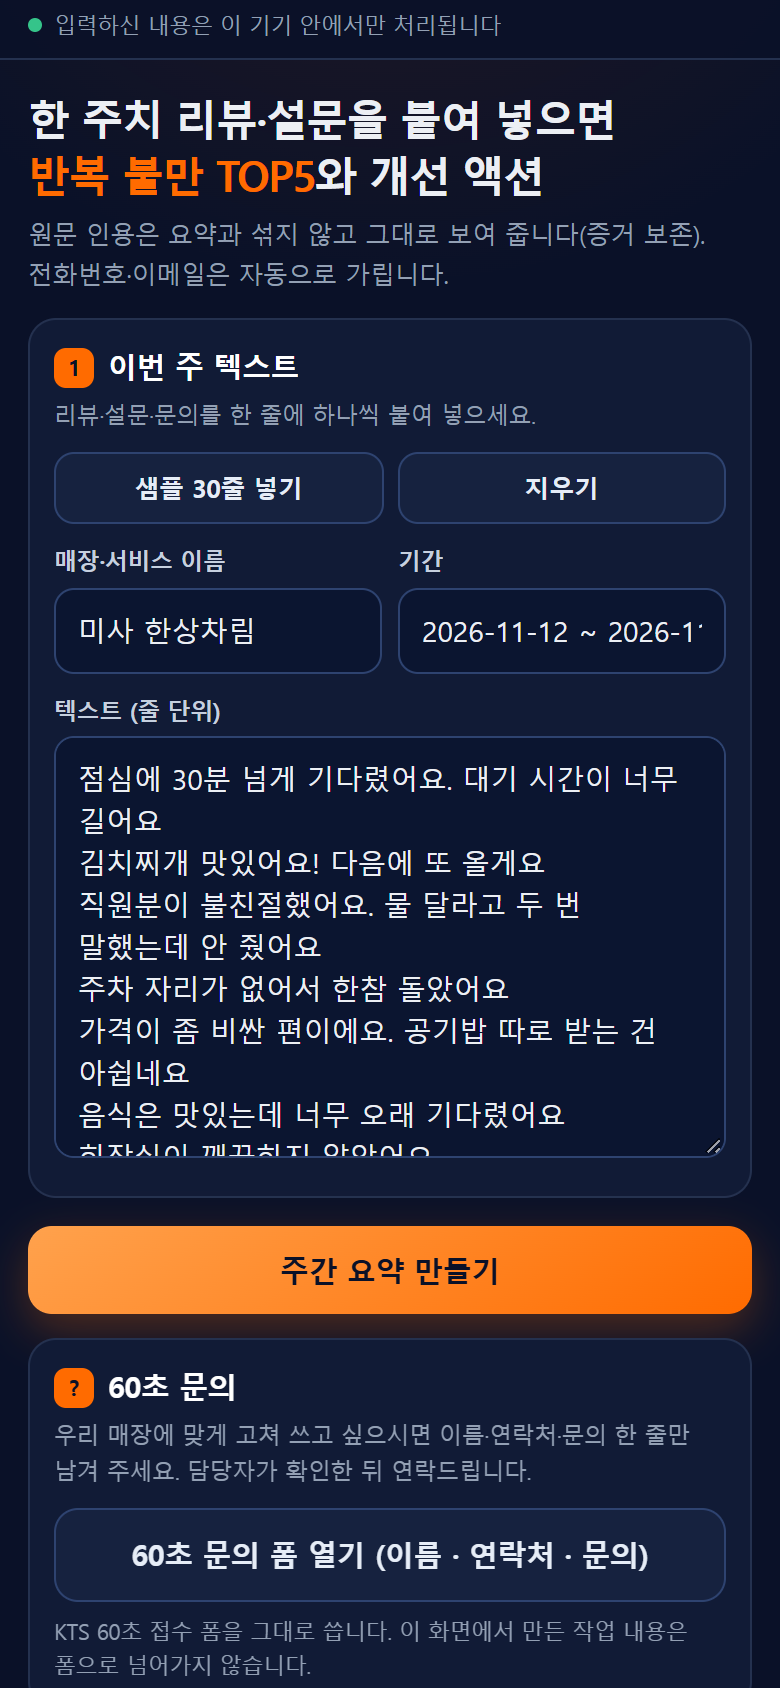 입력하신 내용은 이 기기 안에서만 처리됩니다
한 주치 리뷰·설문을 붙여 넣으면
반복 불만 TOP5와 개선 액션
원문 인용은 요약과 섞지 않고 그대로 보여 줍니다(증거 보존).
전화번호·이메일은 자동으로 가립니다.
1 이번 주 텍스트
리뷰·설문·문의를 한 줄에 하나씩 붙여 넣으세요.
샘플 30줄 넣기 지우기
매장·서비스 이름 기간
미사 한상차림 2026-11-12 ~ 2026-1
텍스트 (줄 단위)
점심에 30분 넘게 기다렸어요. 대기 시간이 너무
길어요
김치찌개 맛있어요! 다음에 또 올게요
직원분이 불친절했어요. 물 달라고 두 번
말했는데 안 줬어요
주차 자리가 없어서 한참 돌았어요
가격이 좀 비싼 편이에요. 공기밥 따로 받는 건
아쉽네요
음식은 맛있는데 너무 오래 기다렸어요
주간 요약 만들기
? 60초 문의
우리 매장에 맞게 고쳐 쓰고 싶으시면 이름·연락처·문의 한 줄만
남겨 주세요. 담당자가 확인한 뒤 연락드립니다.
60초 문의 폼 열기 (이름 · 연락처 · 문의)
KTS 60초 접수 폼을 그대로 씁니다. 이 화면에서 만든 작업 내용은
폼으로 넘어가지 않습니다.